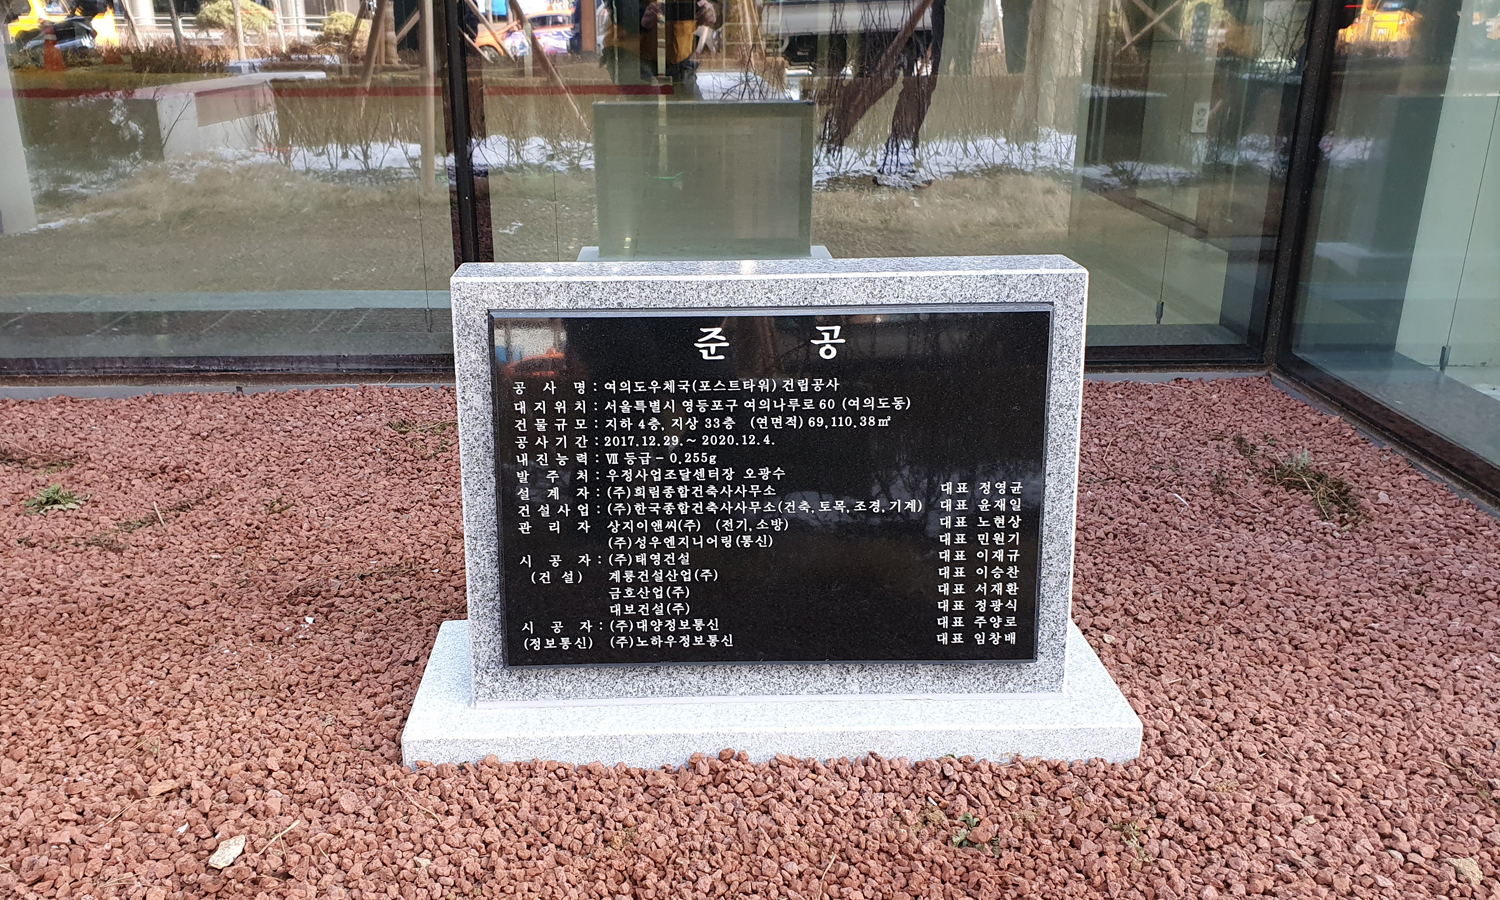 준 공
공 사 명 : 여의도우체국(포스트타워) 건립공사
대 지 위 치 : 서울특별시 영등포구 여의나루로 60 (여의도동)
건 물 규 모 : 지하 4층, 지상 33층 (연면적) 69,110.38㎡
공 사 기 간 : 2017.12.29.~ 2020.12.4.
내 진 능 력 : Ⅶ 등급 - 0.255g
발 주 처 : 우정사업조달센터장 오광수
설 계 자 : (주)희림종합건축사사무소 대표 정영균
건 설 사 업 : (주)한국종합건축사사무소(건축, 토목, 조경, 기계) 대표 윤재일
관 리 자 상지이앤씨(주) (전기, 소방) 대표 노현상
(주)성우엔지니어링(통신) 대표 민원기
시 공 자 : (주)태영건설 대표 이재규
(건 설) 계룡건설산업(주) 대표 이승찬
금호산업(주) 대표 서재환
대보건설(주) 대표 정광식
시 공 자 : (주)대양정보통신 대표 주양로
(정보통신) (주)노하우정보통신 대표 임창배